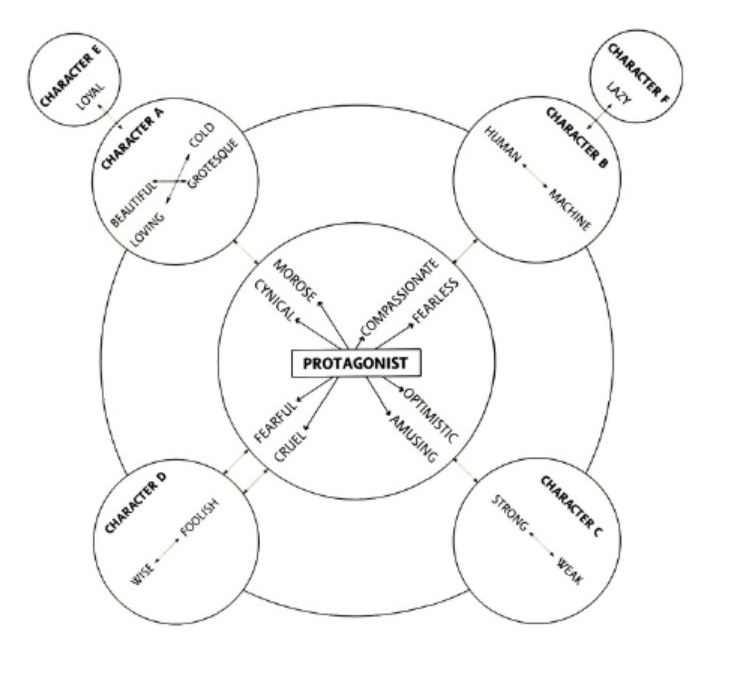 CHARACTER E
LOYAL
CHARACTER F
LAZY
CHARACTER A
COLD
GROTESQUE
BEAUTIFUL
LOVING
CHARACTER B
HUMAN
MACHINE
MOROSE
CYNICAL
COMPASSIONATE
FEARLESS
PROTAGONIST
FEARFUL
CRUEL
OPTIMISTIC
AMUSING
CHARACTER D
FOOLISH
WISE
CHARACTER C
STRONG
WEAK